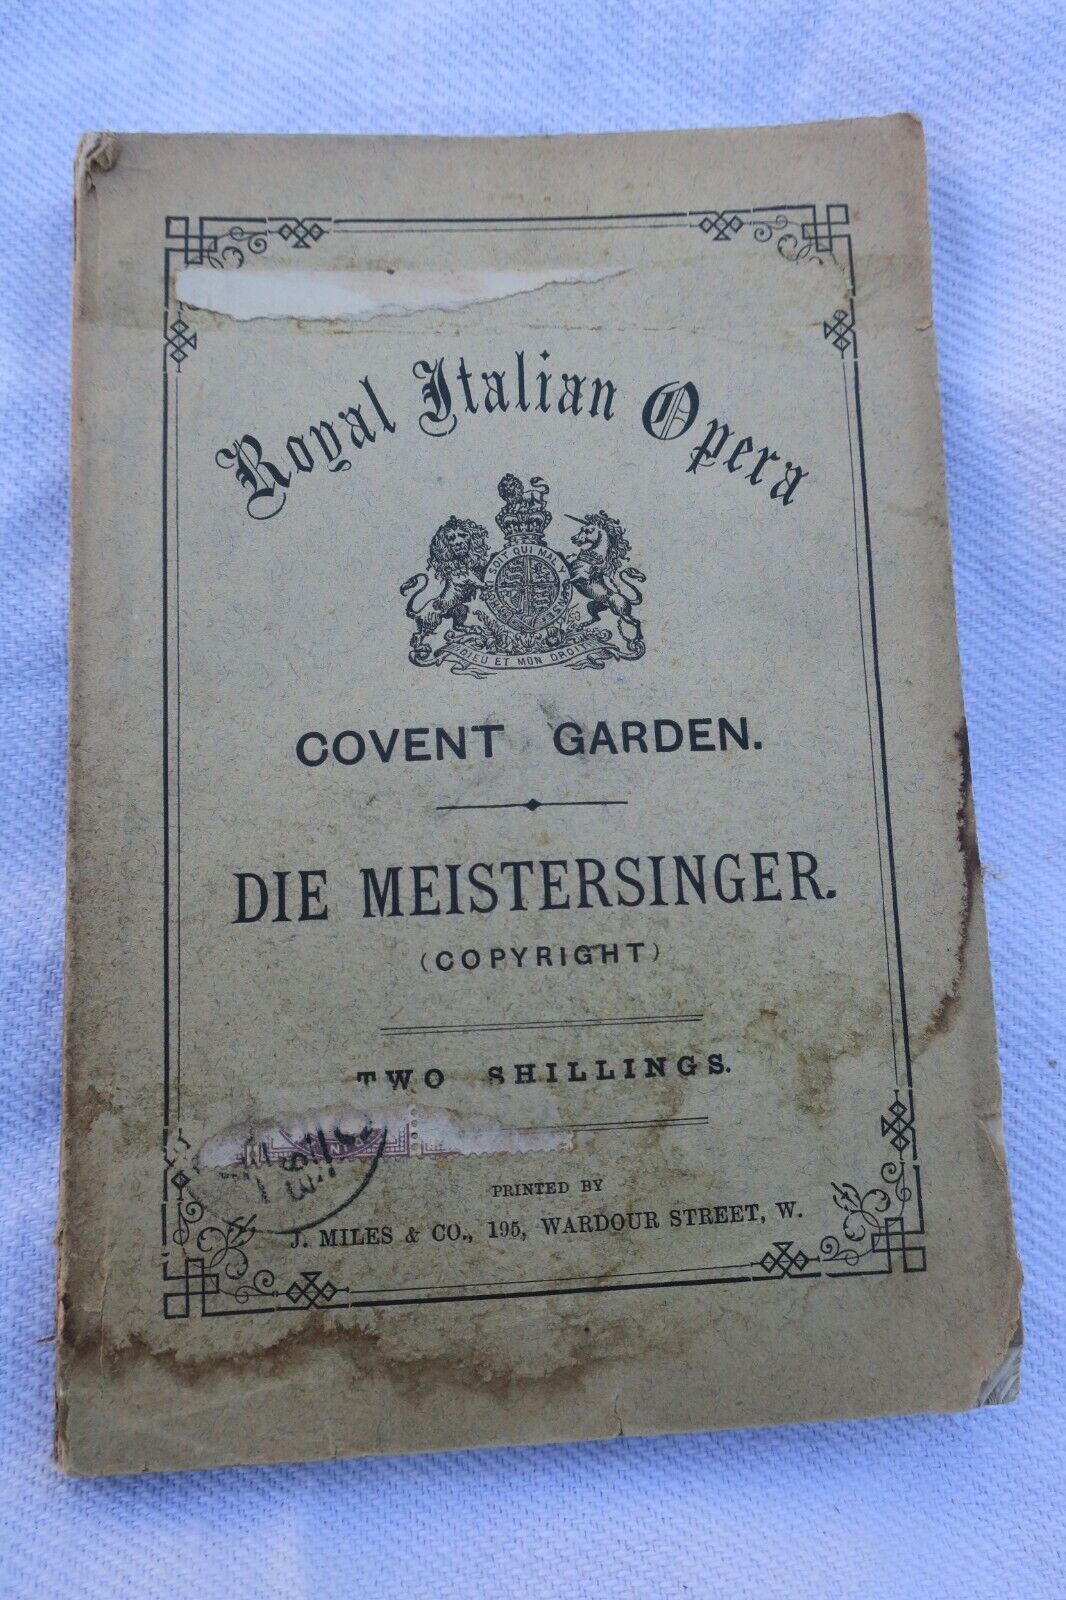 Royal Italian Opera
SOIT QUI MAL Y
DIEU ET MON DROIT
COVENT GARDEN.
DIE MEISTERSINGER.
(COPYRIGHT)
TWO SHILLINGS.
PRINTED BY
J. MILES & CO., 195, WARDOUR STREET, W.